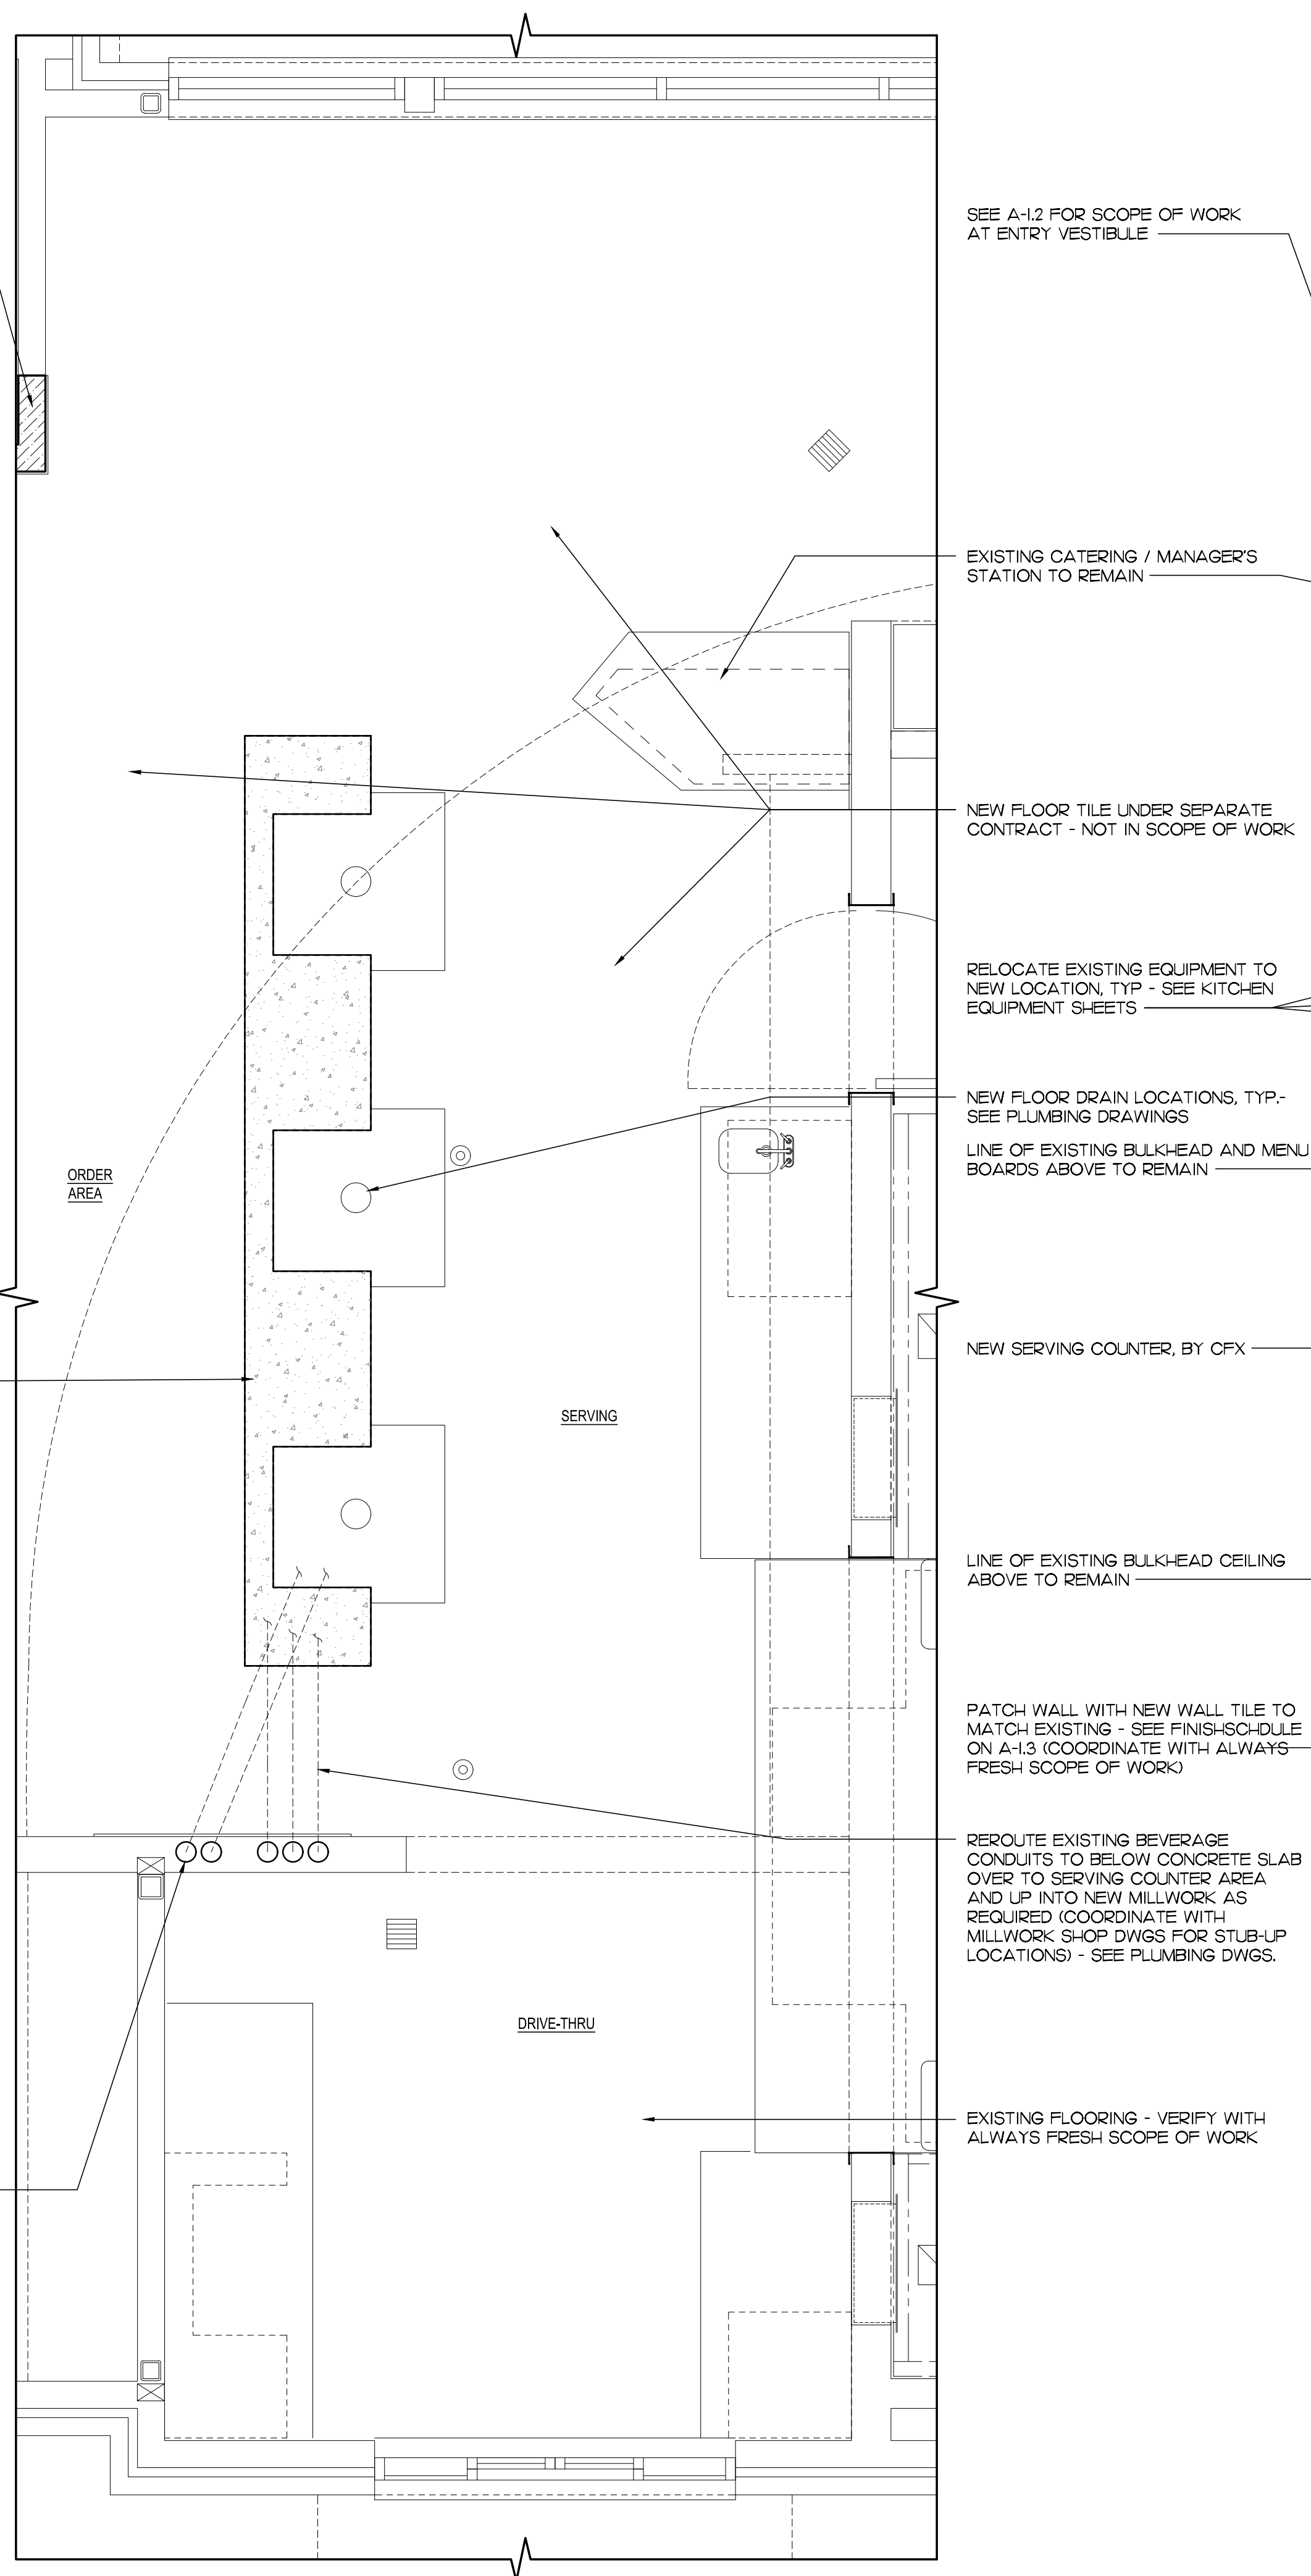 SEE A-1.2 FOR SCOPE OF WORK
AT ENTRY VESTIBULE
EXISTING CATERING / MANAGER'S
STATION TO REMAIN
NEW FLOOR TILE UNDER SEPARATE
CONTRACT - NOT IN SCOPE OF WORK
RELOCATE EXISTING EQUIPMENT TO
NEW LOCATION, TYP - SEE KITCHEN
EQUIPMENT SHEETS
NEW FLOOR DRAIN LOCATIONS, TYP.-
SEE PLUMBING DRAWINGS
LINE OF EXISTING BULKHEAD AND MENU
BOARDS ABOVE TO REMAIN
ORDER
AREA
NEW SERVING COUNTER, BY CFX
SERVING
LINE OF EXISTING BULKHEAD CEILING
ABOVE TO REMAIN
PATCH WALL WITH NEW WALL TILE TO
MATCH EXISTING - SEE FINISHSCHDULE
ON A-1.3 (COORDINATE WITH ALWAYS
FRESH SCOPE OF WORK)
REROUTE EXISTING BEVERAGE
CONDUITS TO BELOW CONCRETE SLAB
OVER TO SERVING COUNTER AREA
AND UP INTO NEW MILLWORK AS
REQUIRED (COORDINATE WITH
MILLWORK SHOP DWGS FOR STUB-UP
LOCATIONS) - SEE PLUMBING DWGS.
DRIVE-THRU
EXISTING FLOORING - VERIFY WITH
ALWAYS FRESH SCOPE OF WORK